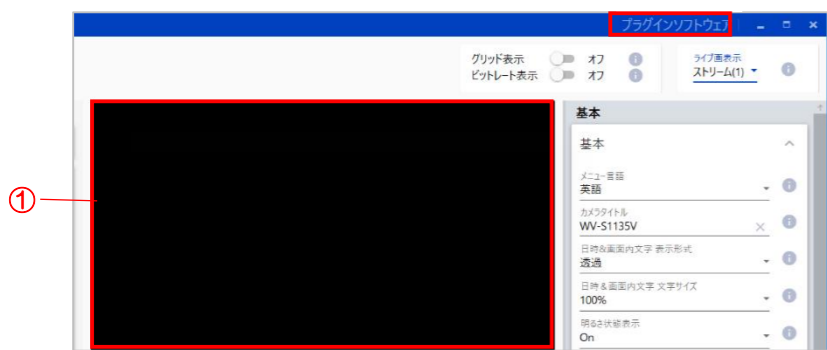 プラグインソフトウェア
グリッド表示 オフ
ビットレート表示 オフ
ライブ画表示
ストリーム(1)
①
基本
基本
メニュー言語
英語
カメラタイトル
WV-S1135V
日時&画面内文字 表示形式
透過
日時&画面内文字 文字サイズ
100%
明るさ状態表示
On